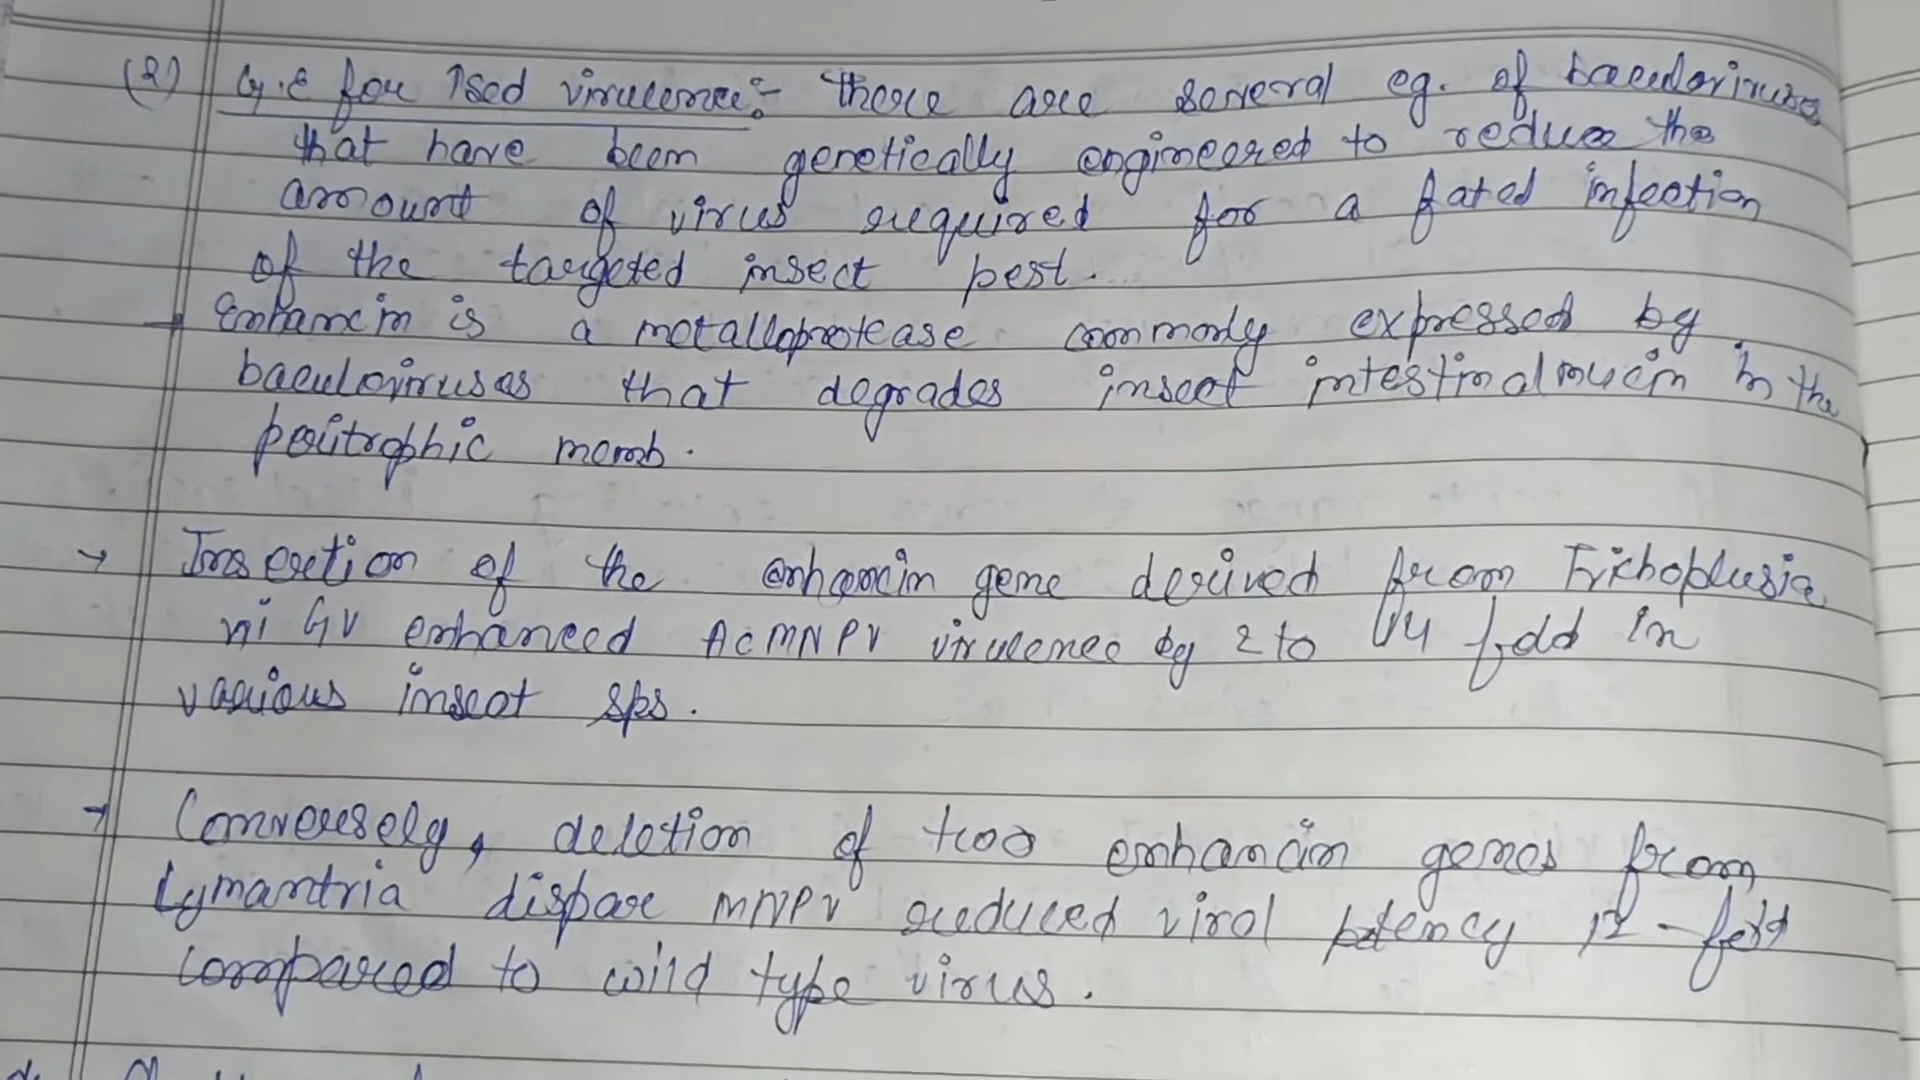 (2) G.E for ↑sed virulence:- there are several eg. of baculoviruses
that have been genetically engineered to reduce the
amount of virus required for a fated infection
of the targeted insect pest.
→ Enhancin is a metalloprotease commonly expressed by
baculoviruses that degrades insect intestinal mucin in the
peritrophic memb.
→ Insertion of the enhancin gene derived from Trichoplusia
ni GV enhanced AcMNPV virulence by 2 to 14 fold in
various insect sps.
→ Conversely, deletion of two enhancin genes from
Lymantria dispar MNPV reduced viral potency 12-fold
compared to wild type virus.